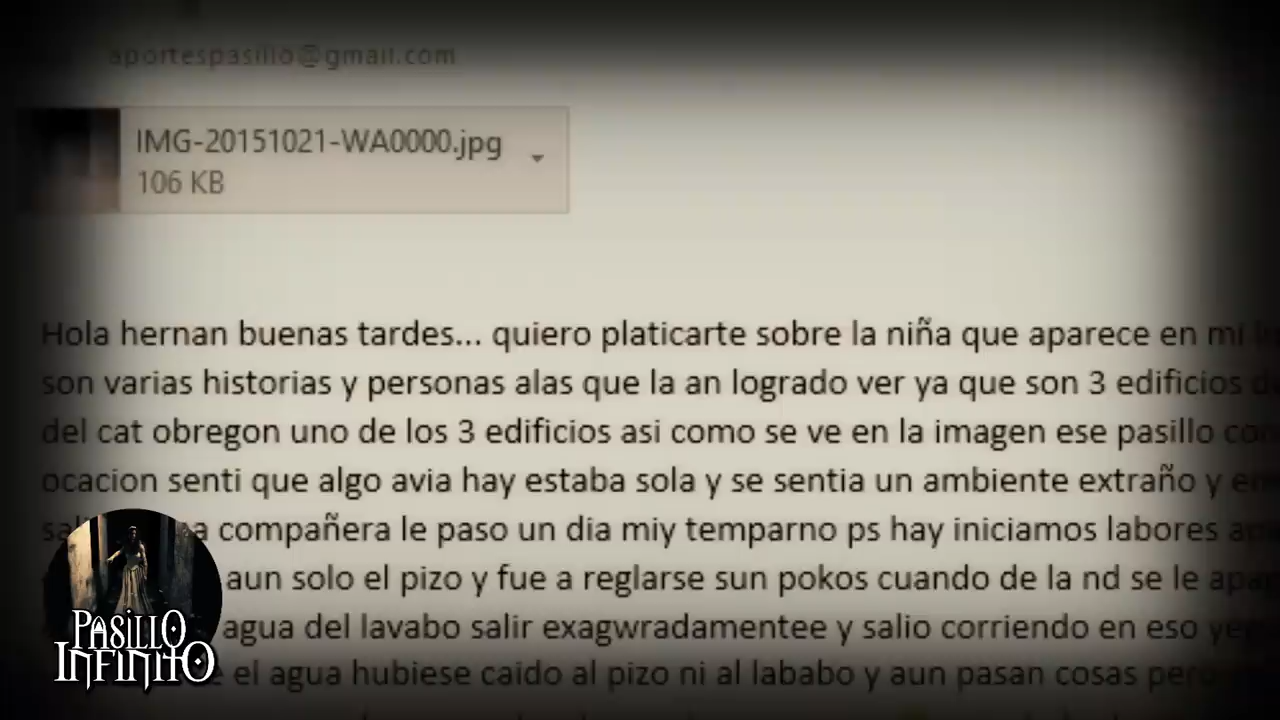 aportespasillo@gmail.com
IMG-20151021-WA0000.jpg
106 KB
Hola hernan buenas tardes... quiero platicarte sobre la niña que aparece en mi
son varias historias y personas alas que la an logrado ver ya que son 3 edificios
del cat obregon uno de los 3 edificios asi como se ve en la imagen ese pasillo
ocacion senti que algo avia hay estaba sola y se sentia un ambiente extraño y
compañera le paso un dia miy temparno ps hay iniciamos labores
aun solo el pizo y fue a reglarse sun pokos cuando de la nd se le
agua del lavabo salir exagwradamentee y salio corriendo en eso
el agua hubiese caido al pizo ni al lababo y aun pasan cosas
PASILLO
INFINITO